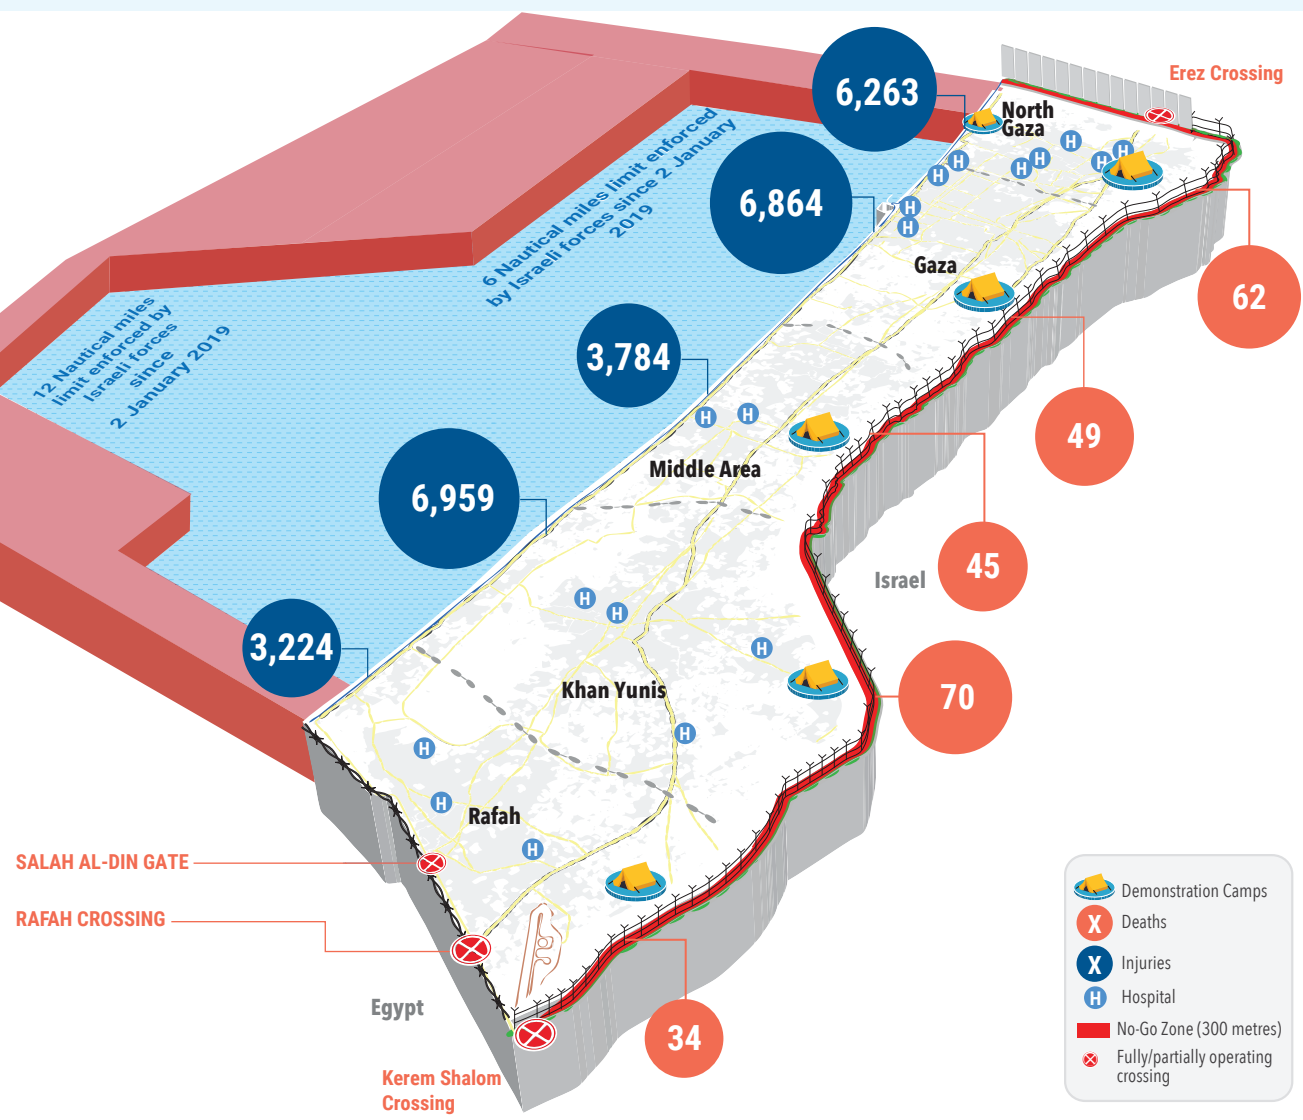 Erez Crossing
6,263
North
Gaza
H
H
H
H
H
H
H
6 Nautical miles limit enforced
by Israeli forces since 2 January
2019
6,864
H
H
Gaza
62
12 Nautical miles
limit enforced by
Israeli forces
since
2 January 2019
3,784
49
H
H
Middle Area
6,959
45
Israel
H
H
3,224
H
Khan Yunis
70
H
H
H
Rafah
H
SALAH AL-DIN GATE
RAFAH CROSSING
Egypt
34
Kerem Shalom
Crossing
Demonstration Camps
X Deaths
X Injuries
H Hospital
No-Go Zone (300 metres)
Fully/partially operating
crossing